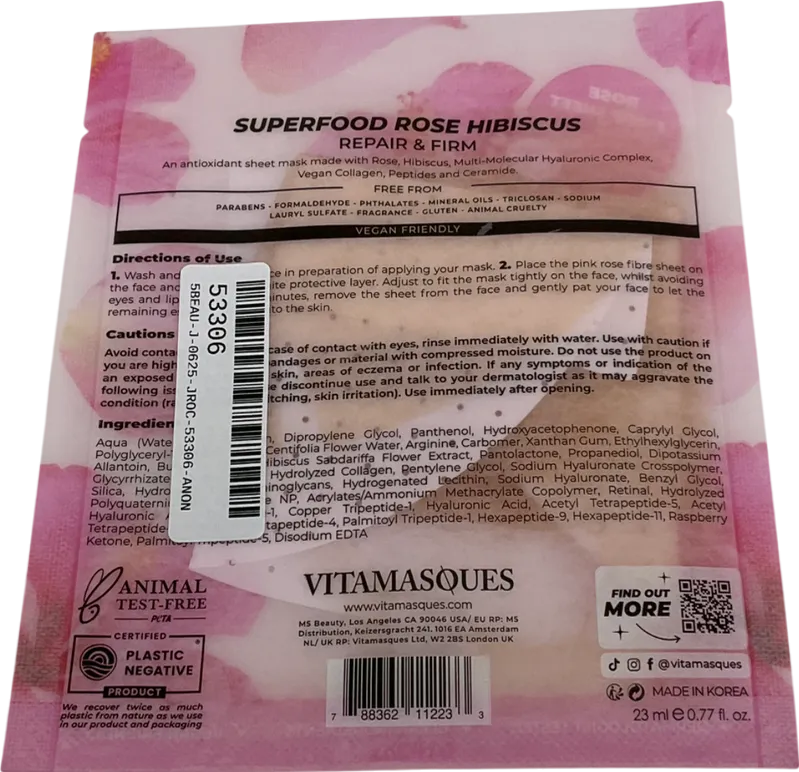 SUPERFOOD ROSE HIBISCUS
REPAIR & FIRM
An antioxidant sheet mask made with Rose, Hibiscus, Multi-Molecular Hyaluronic Complex,
Vegan Collagen, Peptides and Ceramide.
FREE FROM
PARABENS - FORMALDEHYDE - PHTHALATES - MINERAL OILS - TRICLOSAN - SODIUM
LAURYL SULFATE - FRAGRANCE - GLUTEN - ANIMAL CRUELTY
VEGAN FRIENDLY
Directions of Use
1. Wash and ce in preparation of applying your mask. 2. Place the pink rose fibre sheet on
the face and ite protective layer. Adjust to fit the mask tightly on the face, whilst avoiding
eyes and lip inutes, remove the sheet from the face and gently pat your face to let the
remaining e to the skin.
Cautions
Avoid conta case of contact with eyes, rinse immediately with water. Use with caution if
you are high andages or material with compressed moisture. Do not use the product on
an exposed skin, areas of eczema or infection. If any symptoms or indication of the
following is e discontinue use and talk to your dermatologist as it may aggravate the
condition (ra itching, skin irritation). Use immediately after opening.
Ingredien
Aqua (Wate n, Dipropylene Glycol, Panthenol, Hydroxyacetophenone, Caprylyl Glycol,
Polyglyceryl- Centifolia Flower Water, Arginine, Carbomer, Xanthan Gum, Ethylhexylglycerin,
Allantoin, Bu Hibiscus Sabdariffa Flower Extract, Pantolactone, Propanediol, Dipotassium
Glycyrrhizate Hydrolyzed Collagen, Pentylene Glycol, Sodium Hyaluronate Crosspolymer,
Silica, Hydro minoglycans, Hydrogenated Lecithin, Sodium Hyaluronate, Benzyl Glycol,
Polyquaterni e NP, Acrylates/Ammonium Methacrylate Copolymer, Retinal, Hydrolyzed
Hyaluronic A -1, Copper Tripeptide-1, Hyaluronic Acid, Acetyl Tetrapeptide-5, Acetyl
Tetrapeptide- tapeptide-4, Palmitoyl Tripeptide-1, Hexapeptide-9, Hexapeptide-11, Raspberry
Ketone, Palmitoyl Tripeptide-5, Disodium EDTA
53306
5BEAU-J-0625-JROC-53306-ANON
ANIMAL
TEST-FREE
PETA
CERTIFIED
PLASTIC
NEGATIVE
PRODUCT
We recover twice as much
plastic from nature as we use
in our product and packaging
VITAMASQUES
www.vitamasques.com
MS Beauty, Los Angeles CA 90046 USA/ EU RP: MS
Distribution, Keizersgracht 241, 1016 EA Amsterdam
NL/ UK RP: Vitamasques Ltd, W2 2BS London UK
7 88362 11223 3
FIND OUT
MORE
@vitamasques
MADE IN KOREA
23 ml e 0.77 fl. oz.